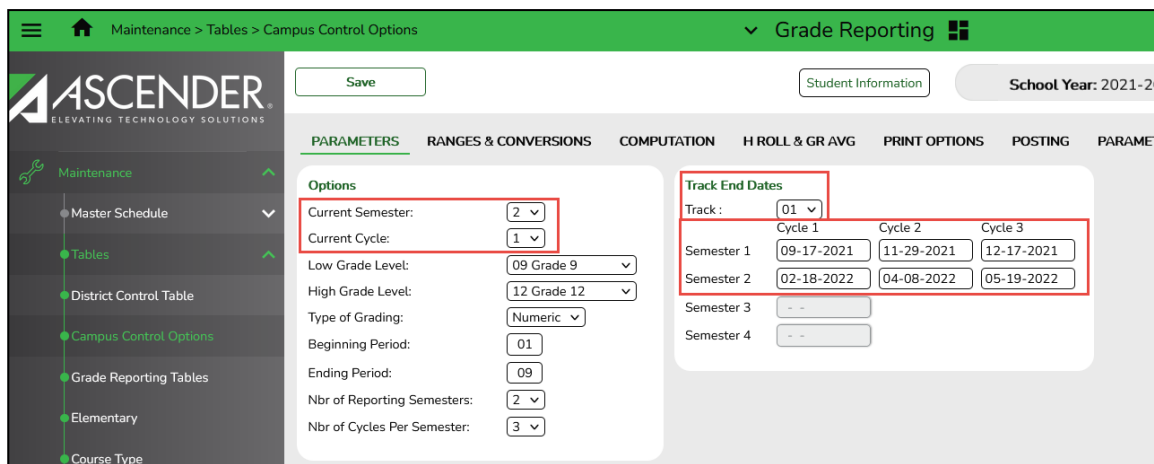 Maintenance > Tables > Campus Control Options
Grade Reporting
ASCENDER
ELEVATING TECHNOLOGY SOLUTIONS
Save
Student Information
School Year: 2021-2
PARAMETERS RANGES & CONVERSIONS COMPUTATION H ROLL & GR AVG PRINT OPTIONS POSTING PARAME
Maintenance
Master Schedule
Tables
District Control Table
Campus Control Options
Grade Reporting Tables
Elementary
Course Type
Options
Current Semester: 2
Current Cycle: 1
Low Grade Level: 09 Grade 9
High Grade Level: 12 Grade 12
Type of Grading: Numeric
Beginning Period: 01
Ending Period: 09
Nbr of Reporting Semesters: 2
Nbr of Cycles Per Semester: 3
Track End Dates
Track : 01
Cycle 1 Cycle 2 Cycle 3
Semester 1 09-17-2021 11-29-2021 12-17-2021
Semester 2 02-18-2022 04-08-2022 05-19-2022
Semester 3 - -
Semester 4 - -